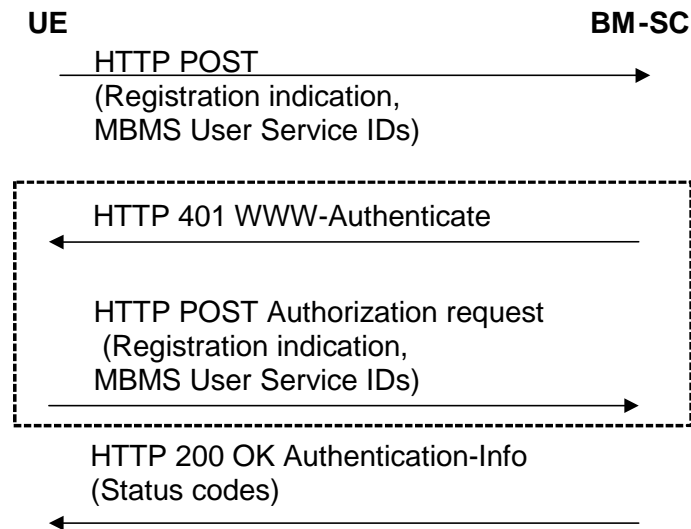 UE BM-SC
HTTP POST
(Registration indication,
MBMS User Service IDs)
HTTP 401 WWW-Authenticate
HTTP POST Authorization request
(Registration indication,
MBMS User Service IDs)
HTTP 200 OK Authentication-Info
(Status codes)